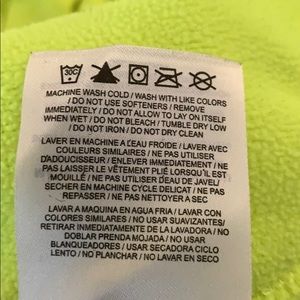 30C
MACHINE WASH COLD / WASH WITH LIKE COLORS
/ DO NOT USE SOFTENERS / REMOVE
IMMEDIATELY / DO NOT ALLOW TO LAY ON ITSELF
WHEN WET / DO NOT BLEACH / TUMBLE DRY LOW
/ DO NOT IRON / DO NOT DRY CLEAN
LAVER EN MACHINE A L'EAU FROIDE / LAVER AVEC
COULEURS SIMILAIRES / NE PAS UTILISER
D'ADOUCISSEUR / ENLEVER IMMÉDIATEMENT / NE
PAS LAISSER LE VÊTEMENT PLIÉ LORSQU'IL EST
MOUILLÉ / NE PAS UTILISER D'EAU DE JAVEL/
SECHER EN MACHINE CYCLE DELICAT / NE PAS
REPASSER / NE PAS NETTOYER A SEC
LAVAR A MAQUINA EN AGUA FRIA / LAVAR CON
COLORES SIMILARES / NO USAR SUAVIZANTES/
RETIRAR INMEDIATAMENTE DE LA LAVADORA / NO
DOBLAR PRENDA MOJADA / NO USAR
BLANQUEADORES / SECADORA USAR CICLO
LENTO / NO PLANCHAR / NO LAVAR EN SECO